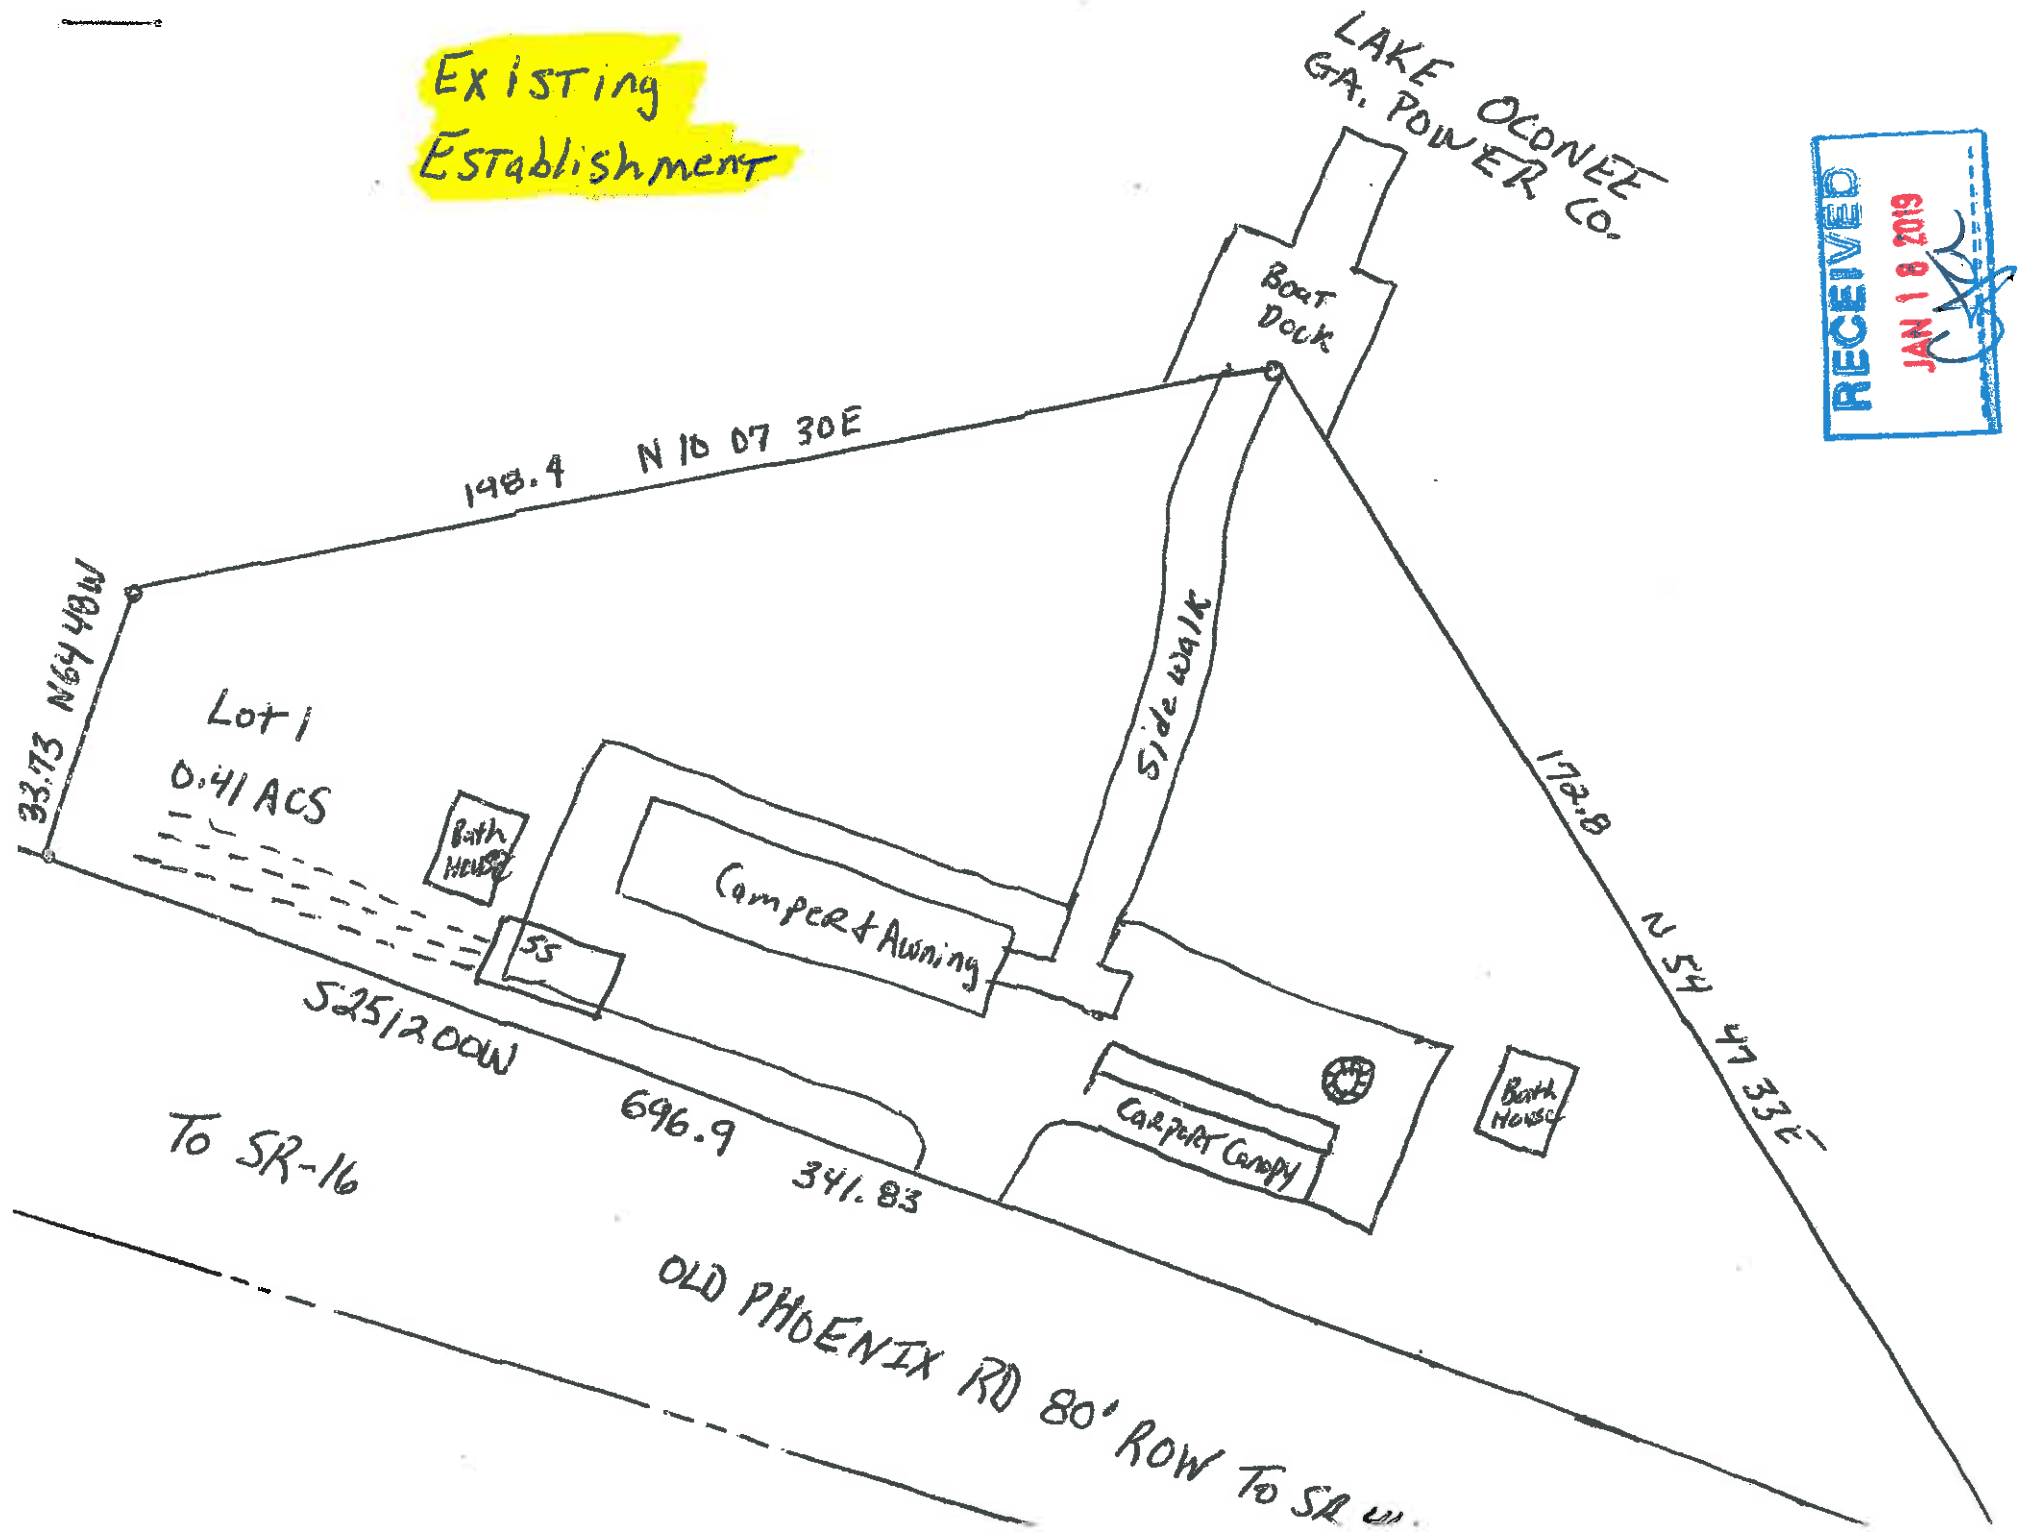 Existing
Establishment
LAKE OCONEE
GA. POWER CO.
RECEIVED
JAN 18 2019
Boat
Dock
198.4 N 10 07 30E
33.73 N64 48W
Lot 1
0.41 ACS
Bath
House
Side walk
172.8 N 54 47 33E
Camper & Awning
SS
S251200W
696.9
341.83
Carport Canopy
Bath
House
To SR-16
OLD PHOENIX RD 80' ROW To SR